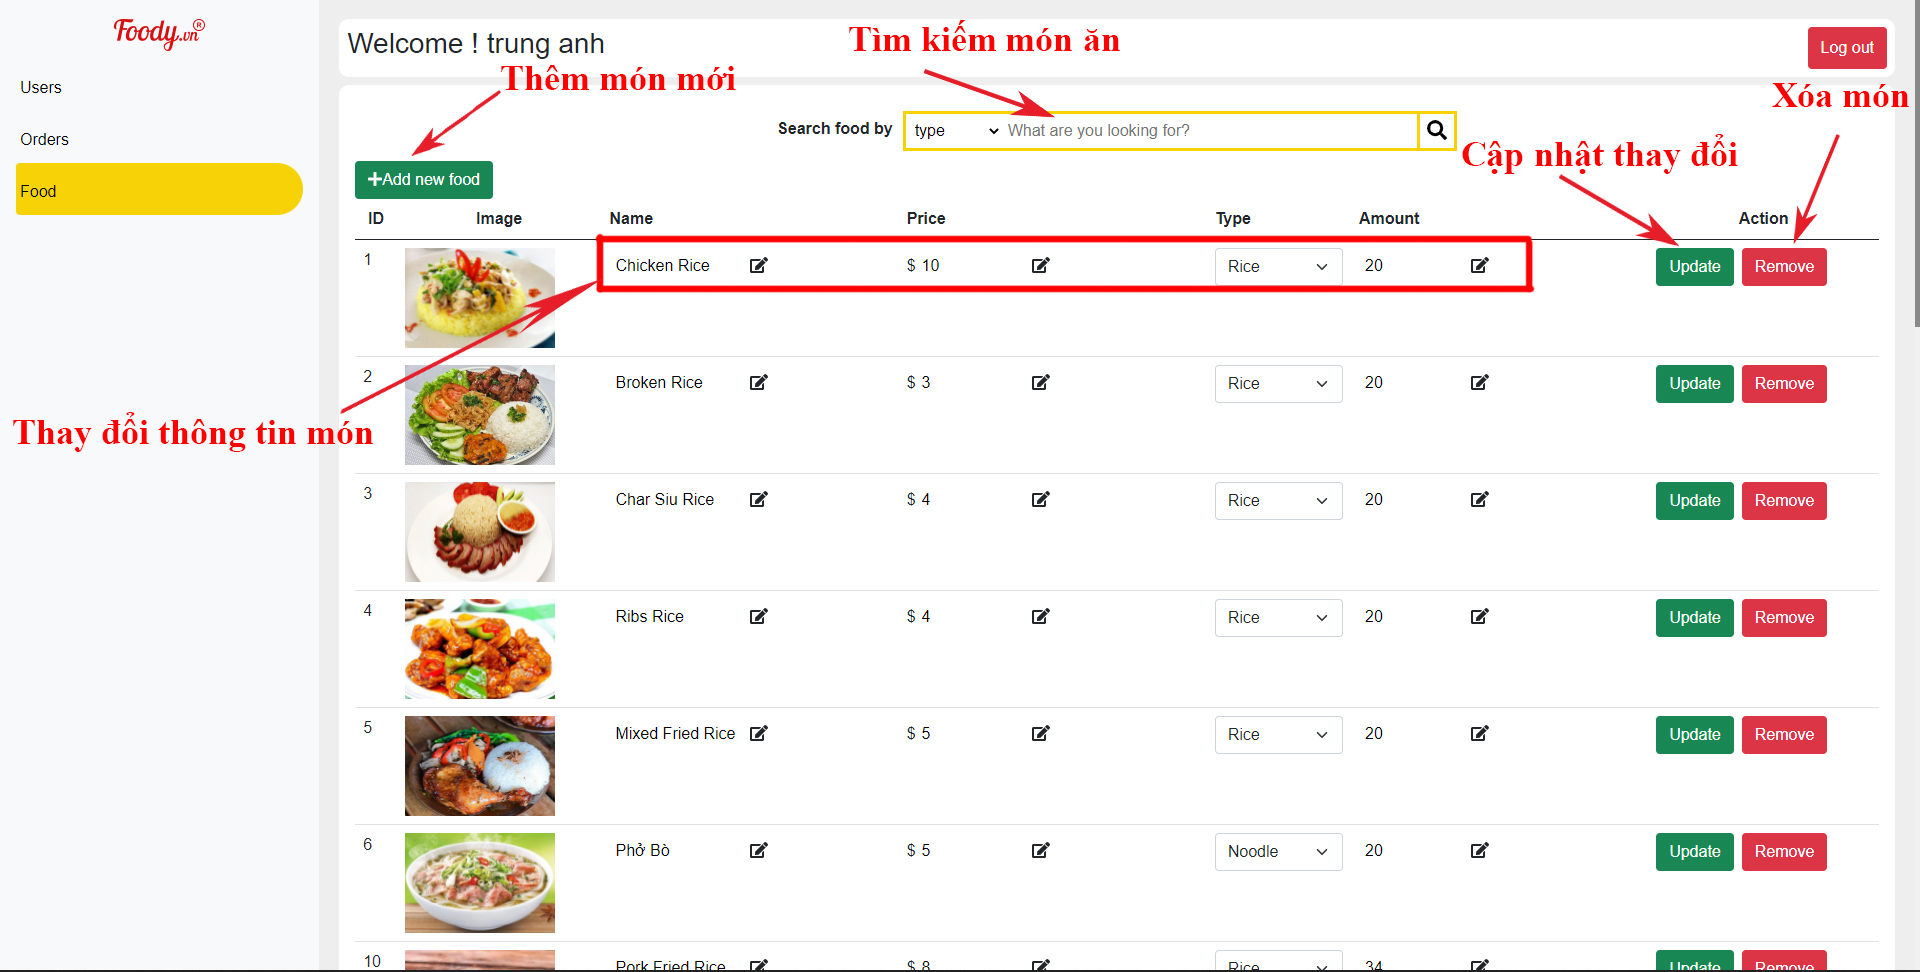 Foody.vn®
Users
Orders
Food
Welcome ! trung anh
Log out
Tìm kiếm món ăn
Thêm món mới
Xóa món
Search food by type What are you looking for?
Cập nhật thay đổi
Add new food
ID Image Name Price Type Amount Action
1 Chicken Rice $ 10 Rice 20 Update Remove
2 Broken Rice $ 3 Rice 20 Update Remove
Thay đổi thông tin món
3 Char Siu Rice $ 4 Rice 20 Update Remove
4 Ribs Rice $ 4 Rice 20 Update Remove
5 Mixed Fried Rice $ 5 Rice 20 Update Remove
6 Phở Bò $ 5 Noodle 20 Update Remove
10 Pork Fried Rice $ 8 Rice 34 Update Remove